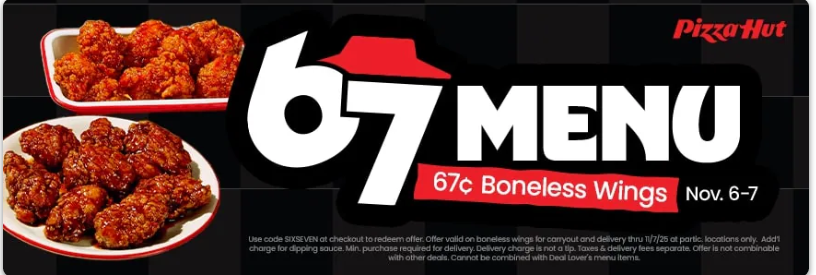 Pizza Hut
67 MENU
67¢ Boneless Wings Nov. 6-7
Use code SIXSEVEN at checkout to redeem offer. Offer valid on boneless wings for carryout and delivery thru 11/7/25 at partic. locations only. Add'l
charge for dipping sauce. Min. purchase required for delivery. Delivery charge is not a tip. Taxes & delivery fees separate. Offer is not combinable
with other deals. Cannot be combined with Deal Lover's menu items.